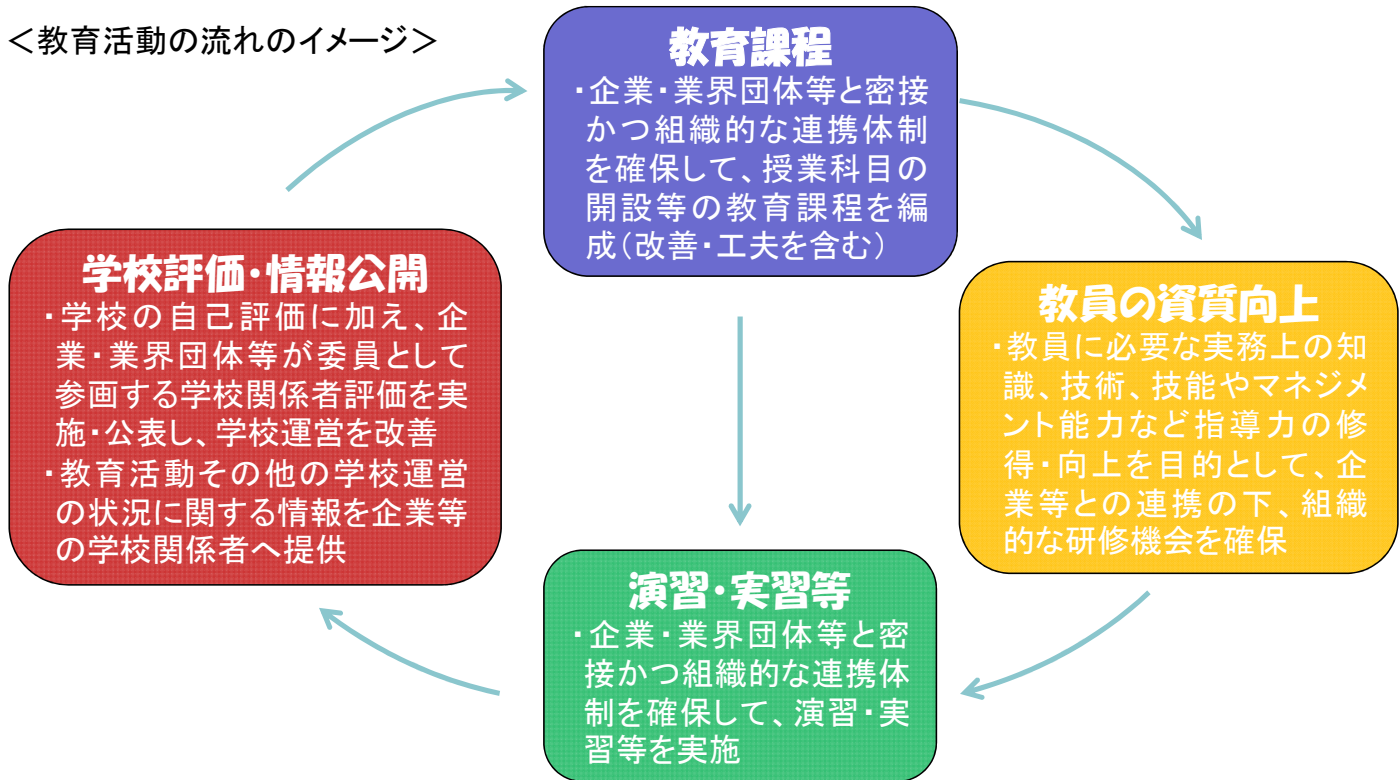 ＜教育活動の流れのイメージ＞
教育課程
・企業・業界団体等と密接
かつ組織的な連携体制
を確保して、授業科目の
開設等の教育課程を編
成（改善・工夫を含む）
学校評価・情報公開
・学校の自己評価に加え、企
業・業界団体等が委員として
参画する学校関係者評価を実
施・公表し、学校運営を改善
・教育活動その他の学校運営
の状況に関する情報を企業等
の学校関係者へ提供
教員の資質向上
・教員に必要な実務上の知
識、技術、技能やマネジメ
ント能力など指導力の修
得・向上を目的として、企
業等との連携の下、組織
的な研修機会を確保
演習・実習等
・企業・業界団体等と密
接かつ組織的な連携体
制を確保して、演習・実
習等を実施